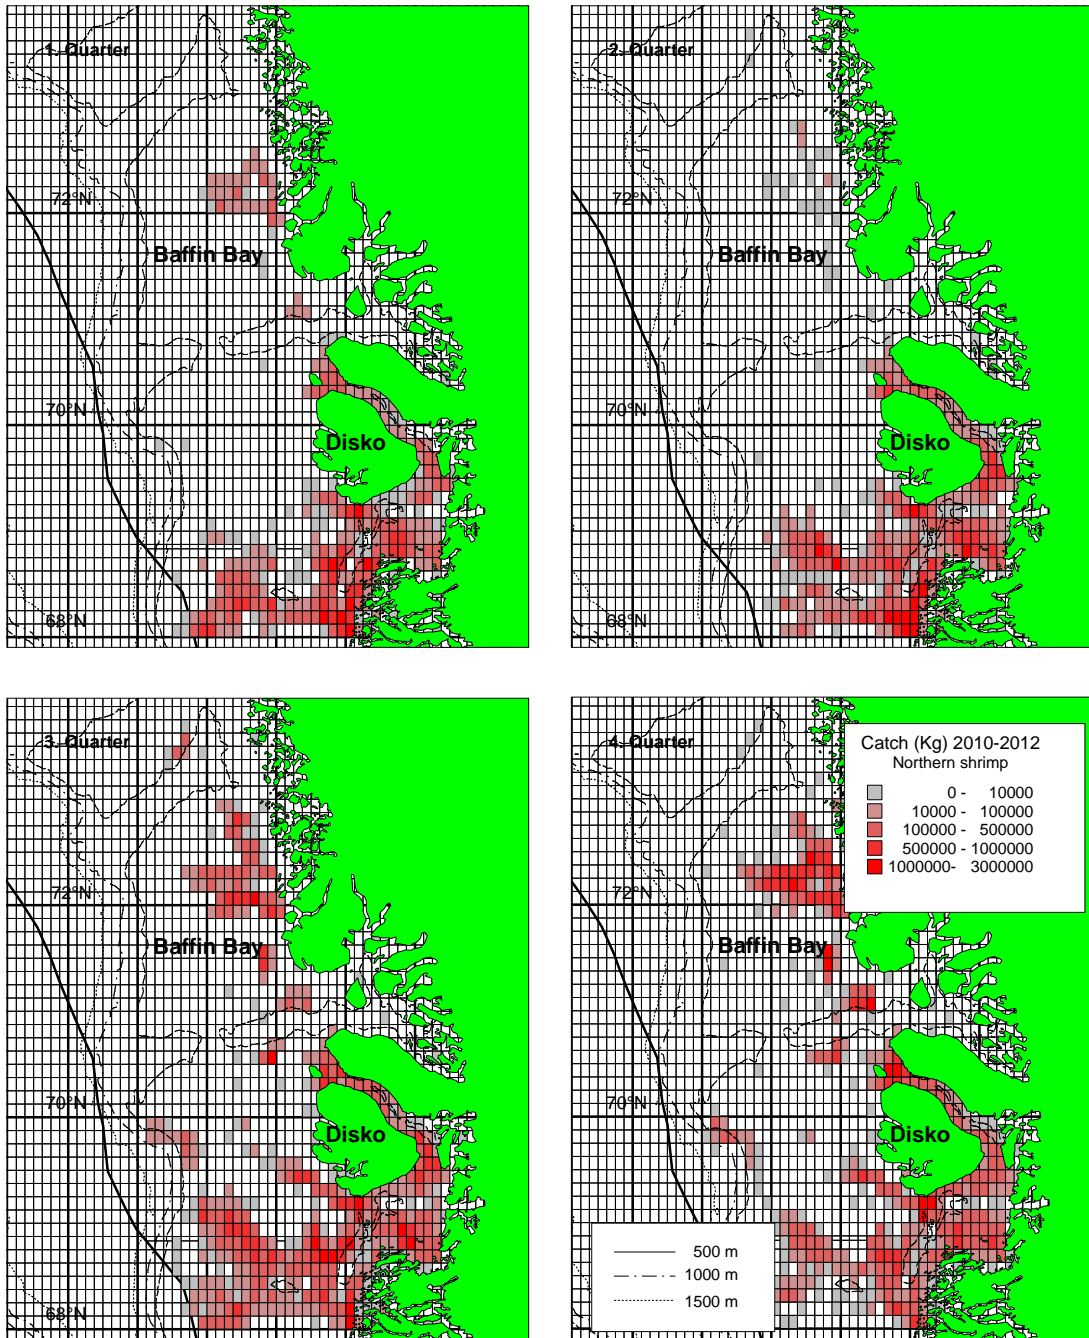 1. Quarter
72°N
Baffin Bay
70°N
Disko
68°N
2. Quarter
72°N
Baffin Bay
70°N
Disko
68°N
3. Quarter
72°N
Baffin Bay
70°N
Disko
68°N
4. Quarter
Catch (Kg) 2010-2012
Northern shrimp
0 - 10000
10000 - 100000
100000 - 500000
500000 - 1000000
1000000- 3000000
72°N
Baffin Bay
70°N
Disko
68°N
500 m
1000 m
1500 m